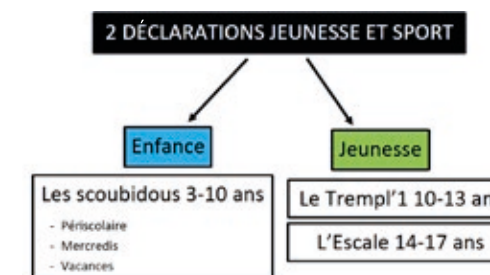 2 DÉCLARATIONS JEUNESSE ET SPORT
Enfance
Jeunesse
Les scoubidous 3-10 ans
- Périscolaire
- Mercredis
- Vacances
Le Trempl'1 10-13 an
L'Escale 14-17 ans